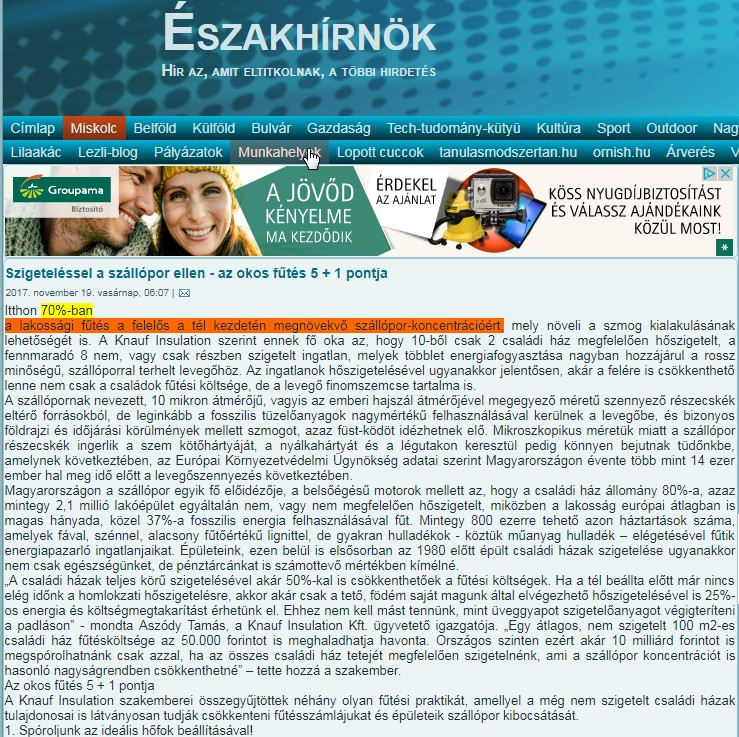 ÉSZAKHÍRNÖK
HÍR AZ, AMIT ELTITKOLNAK, A TÖBBI HIRDETÉS
Címlap Miskolc Belföld Külföld Bulvár Gazdaság Tech-tudomány-kütyü Kultúra Sport Outdoor Nag
Lilaakác Lezli-blog Pályázatok Munkahelyek Lopott cuccok tanulasmodszertan.hu ornish.hu Árverés V
Groupama
Biztosító
A JÖVŐD
KÉNYELME
MA KEZDŐDIK
ÉRDEKEL
AZ AJÁNLAT
KÖSS NYUGDÍJBIZTOSÍTÁST
ÉS VÁLASSZ AJÁNDÉKAINK
KÖZÜL MOST!
*
Szigeteléssel a szállópor ellen - az okos fűtés 5 + 1 pontja
2017. november 19. vasárnap, 06:07 |
Itthon 70%-ban
a lakossági fűtés a felelős a tél kezdetén megnövekvő szállópor-koncentrációért, mely növeli a szmog kialakulásának
lehetőségét is. A Knauf Insulation szerint ennek fő oka az, hogy 10-ből csak 2 családi ház megfelelően hőszigetelt, a
fennmaradó 8 nem, vagy csak részben szigetelt ingatlan, melyek többlet energiafogyasztása nagyban hozzájárul a rossz
minőségű, szállóporral terhelt levegőhöz. Az ingatlanok hőszigetelésével ugyanakkor jelentősen, akár a felére is csökkenthető
lenne nem csak a családok fűtési költsége, de a levegő finomszemcse tartalma is.
A szállópornak nevezett, 10 mikron átmérőjű, vagyis az emberi hajszál átmérőjével megegyező méretű szennyező részecskék
eltérő forrásokból, de leginkább a fosszilis tüzelőanyagok nagymértékű felhasználásával kerülnek a levegőbe, és bizonyos
földrajzi és időjárási körülmények mellett szmogot, azaz füst-ködöt idézhetnek elő. Mikroszkopikus méretük miatt a szállópor
részecskék ingerlik a szem kötőhártyáját, a nyálkahártyát és a légutakon keresztül pedig könnyen bejutnak tüdőnkbe,
amelynek következtében, az Európai Környezetvédelmi Ügynökség adatai szerint Magyarországon évente több mint 14 ezer
ember hal meg idő előtt a levegőszennyezés következtében.
Magyarországon a szállópor egyik fő előidézője, a belsőégésű motorok mellett az, hogy a családi ház állomány 80%-a, azaz
mintegy 2,1 millió lakóépület egyáltalán nem, vagy nem megfelelően hőszigetelt, miközben a lakosság európai átlagban is
magas hányada, közel 37%-a fosszilis energia felhasználásával fűt. Mintegy 800 ezerre tehető azon háztartások száma,
amelyek fával, szénnel, alacsony fűtőértékű lignittel, de gyakran hulladékok - köztük műanyag hulladék – elégetésével fűtik
energiapazarló ingatlanjaikat. Épületeink, ezen belül is elsősorban az 1980 előtt épült családi házak szigetelése ugyanakkor
nem csak egészségünket, de pénztárcánkat is számottevő mértékben kímélné.
„A családi házak teljes körű szigetelésével akár 50%-kal is csökkenthetőek a fűtési költségek. Ha a tél beállta előtt már nincs
elég időnk a homlokzati hőszigetelésre, akkor akár csak a tető, födém saját magunk által elvégezhető hőszigetelésével is 25%-
os energia és költségmegtakarítást érhetünk el. Ehhez nem kell mást tennünk, mint üveggyapot szigetelőanyagot végigteríteni
a padláson” - mondta Aszódy Tamás, a Knauf Insulation Kft. ügyvezető igazgatója. „Egy átlagos, nem szigetelt 100 m2-es
családi ház fűtésköltsége az 50.000 forintot is meghaladhatja havonta. Országos szinten ezért akár 10 milliárd forintot is
megspórolhatnánk csak azzal, ha az összes családi ház tetejét megfelelően szigetelnénk, ami a szállópor koncentrációt is
hasonló nagyságrendben csökkenthetné” – tette hozzá a szakember.
Az okos fűtés 5 + 1 pontja
A Knauf Insulation szakemberei összegyűjtöttek néhány olyan fűtési praktikát, amellyel a még nem szigetelt családi házak
tulajdonosai is látványosan tudják csökkenteni fűtésszámlájukat és épületeik szállópor kibocsátását.
1. Spóroljunk az ideális hőfok beállításával!